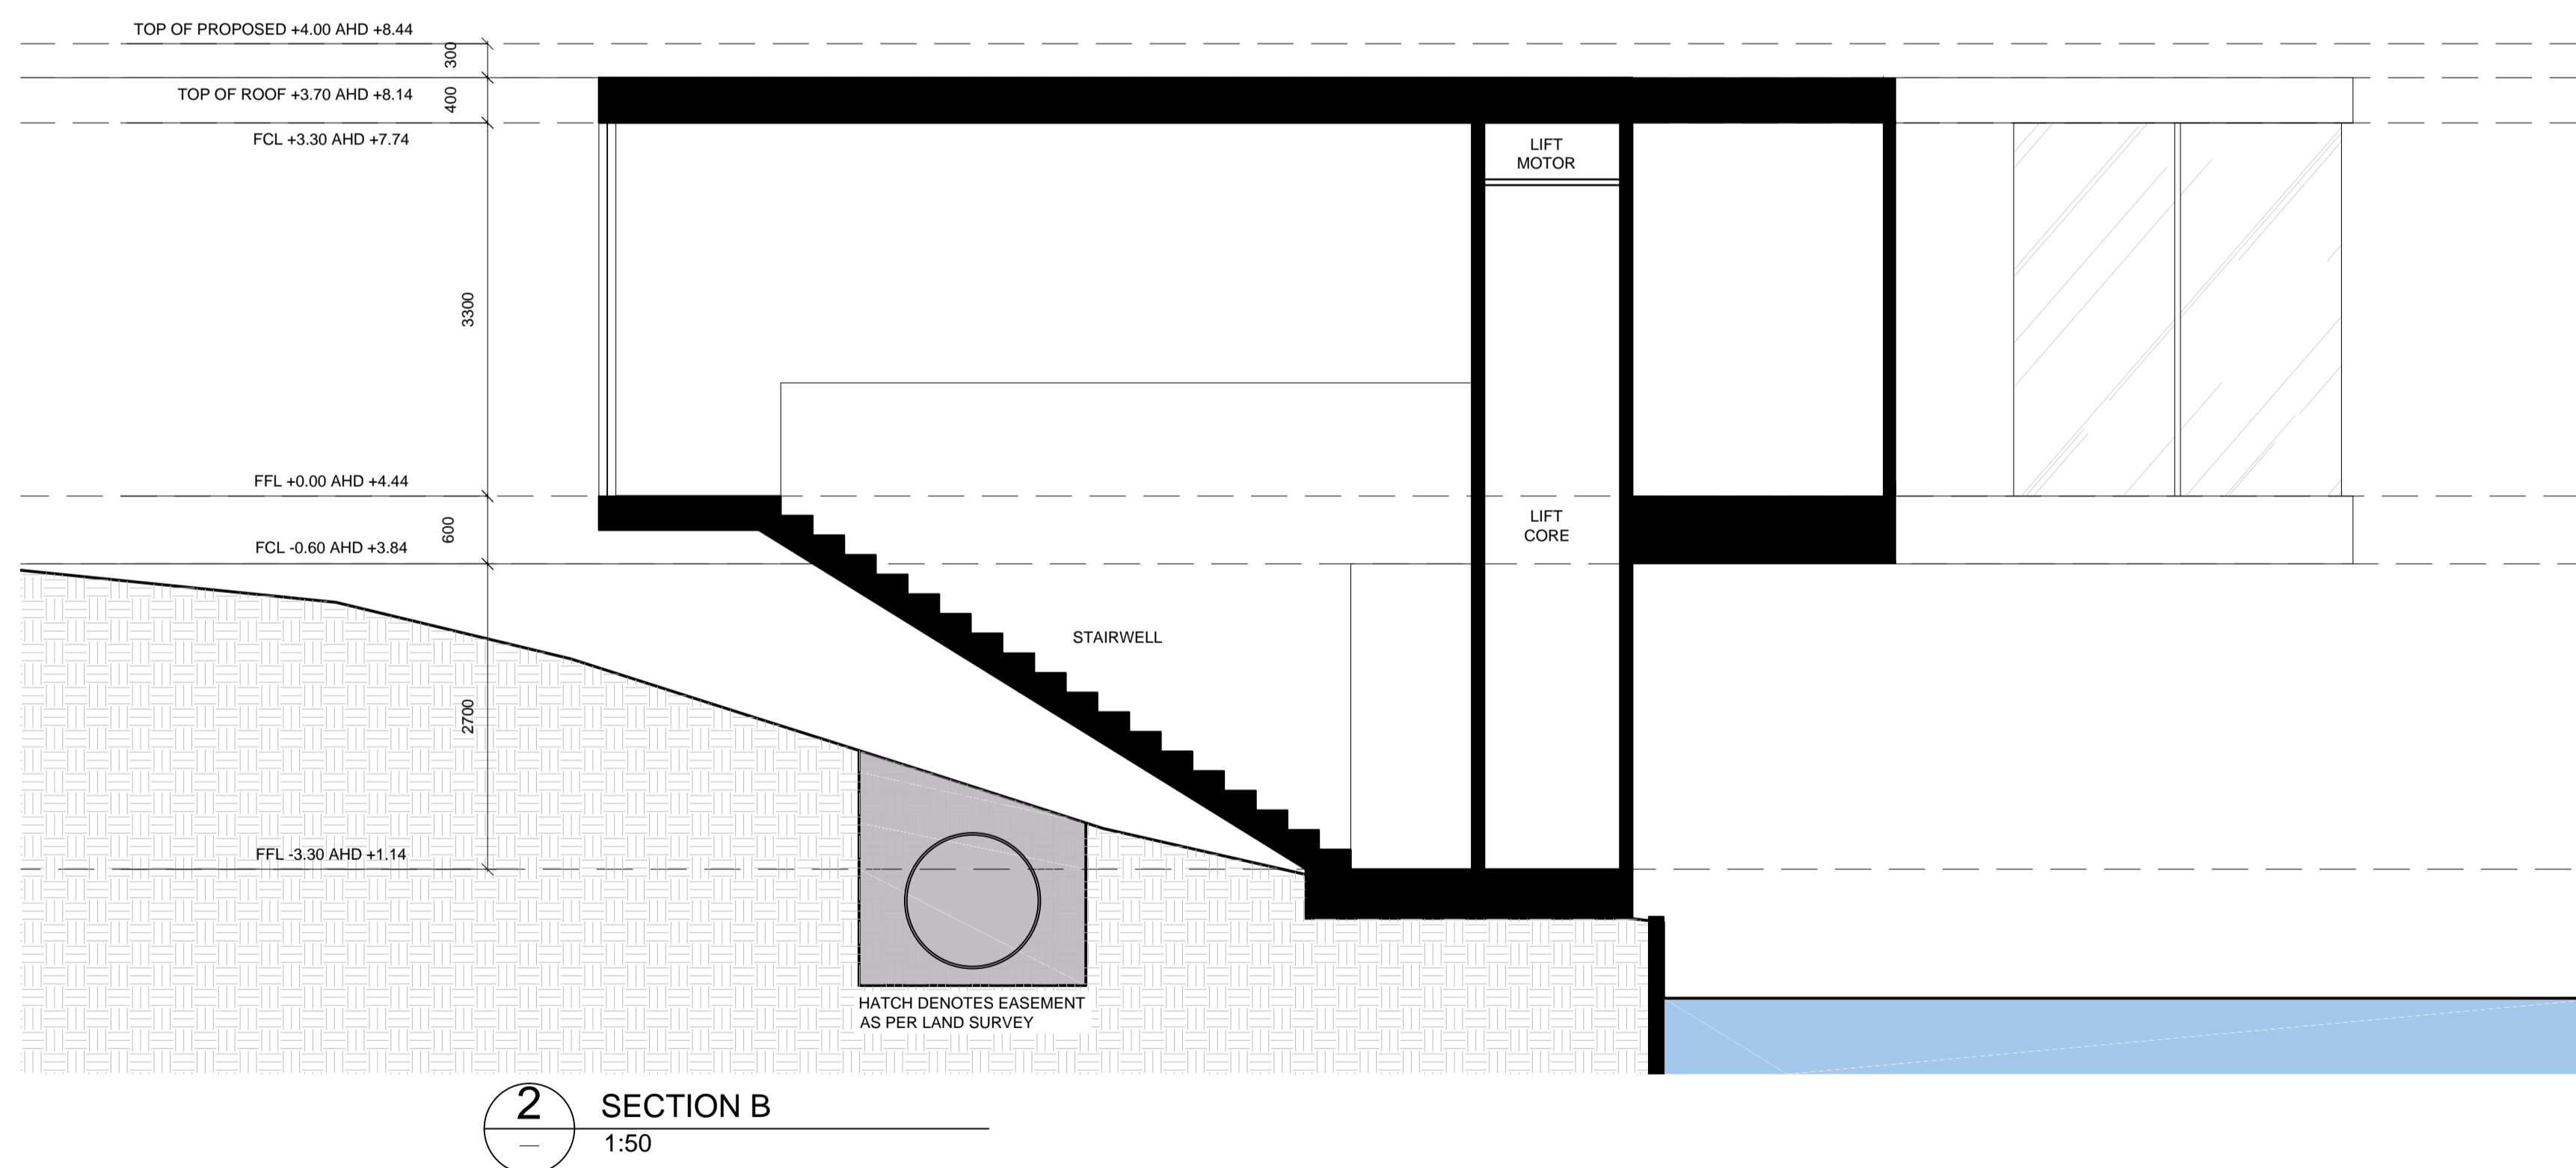 TOP OF PROPOSED +4.00 AHD +8.44
300
TOP OF ROOF +3.70 AHD +8.14
400
FCL +3.30 AHD +7.74
LIFT
MOTOR
3300
FFL +0.00 AHD +4.44
600
LIFT
CORE
FCL -0.60 AHD +3.84
STAIRWELL
2700
FFL -3.30 AHD +1.14
HATCH DENOTES EASEMENT
AS PER LAND SURVEY
2
SECTION B
—
1:50